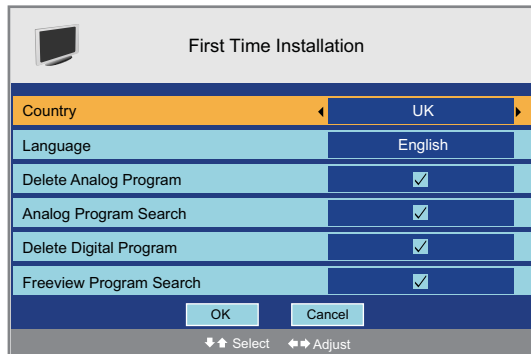 First Time Installation
Country UK
Language English
Delete Analog Program
Analog Program Search
Delete Digital Program
Freeview Program Search
OK Cancel
Select Adjust